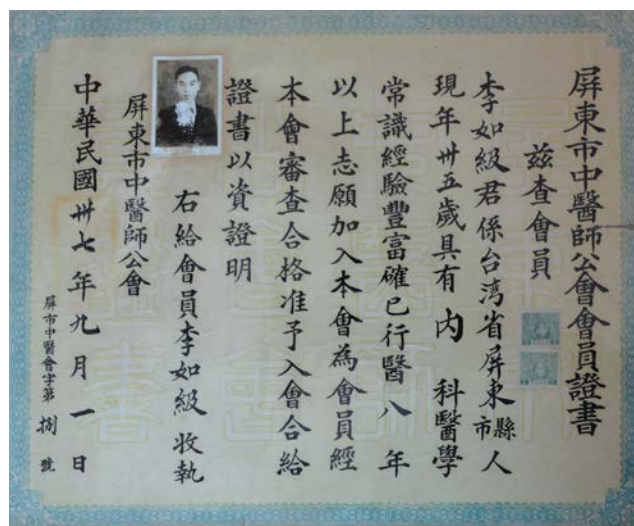 屏東市中醫師公會會員證書
茲查會員
李如級君係台湾省屏東市縣人
現年卅五歲具有內科醫學
常識經驗豐富確已行醫八年
以上志願加入本會為會員經
本會審查合格准予入會合給
證書以資證明
右給會員李如級收執
屏東市中醫師公會
中華民國卅七年九月一日
屏市中醫會字第捌號